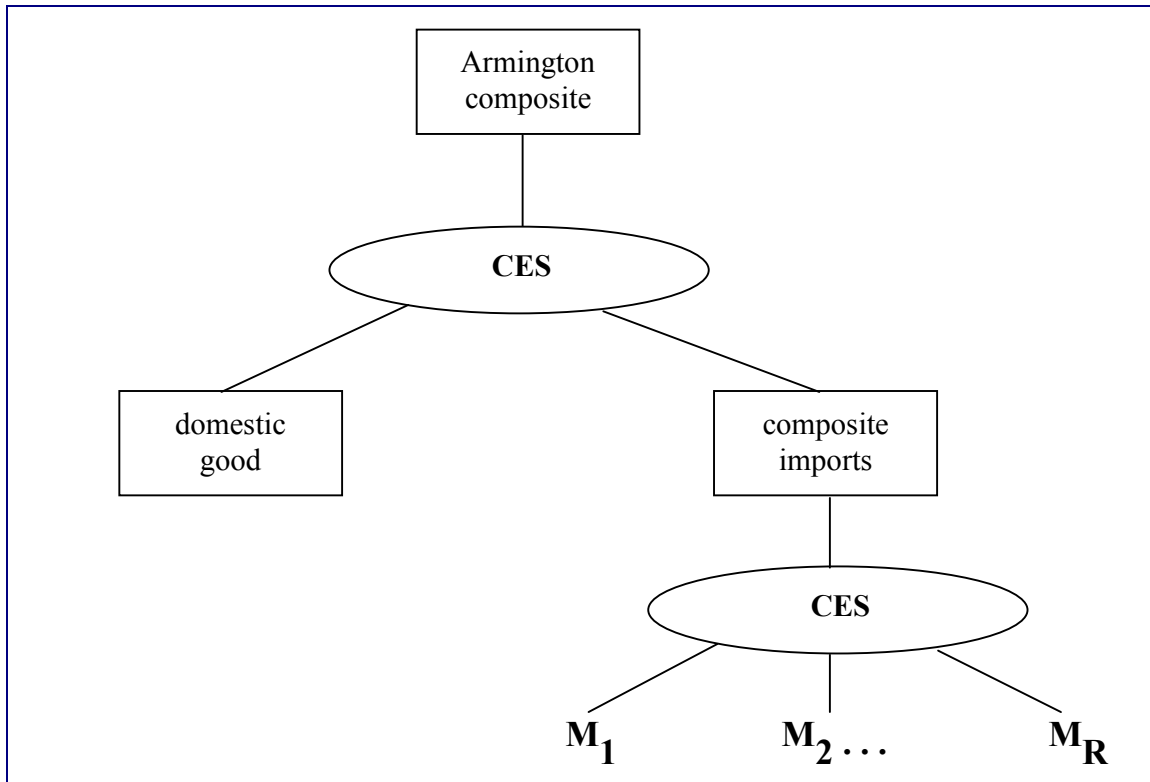 Armington
composite
CES
domestic
good
composite
imports
CES
M1 M2 . . . MR